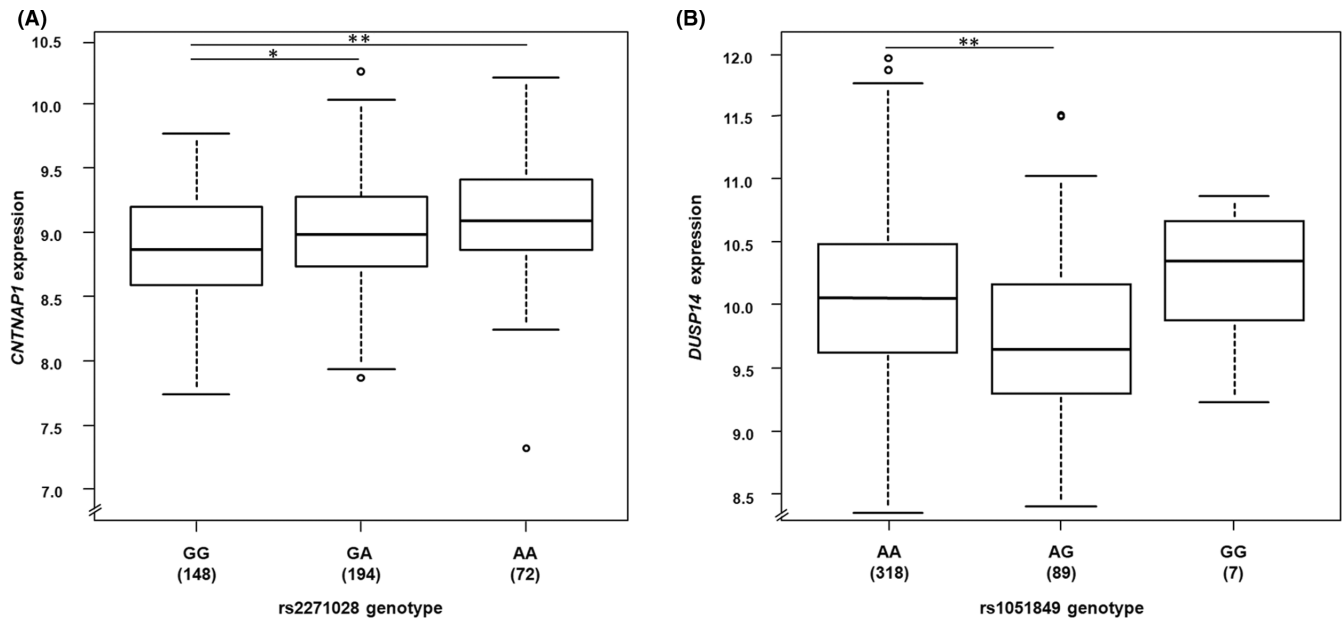 (A)
**
*
10.5
10.0
9.5
9.0
8.5
8.0
7.5
7.0
CNTNAP1 expression
GG
(148)
GA
(194)
AA
(72)
rs2271028 genotype
(B)
**
12.0
11.5
11.0
10.5
10.0
9.5
9.0
8.5
DUSP14 expression
AA
(318)
AG
(89)
GG
(7)
rs1051849 genotype